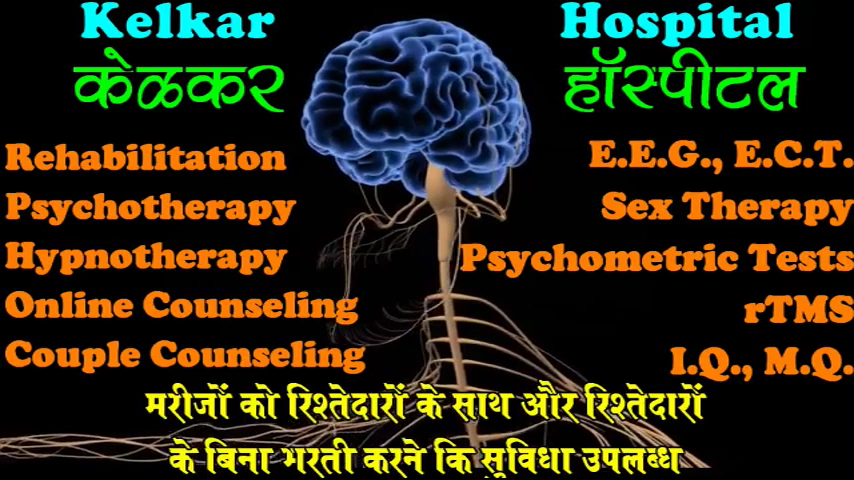 Kelkar Hospital
केळकर हॉस्पीटल
Rehabilitation
Psychotherapy
Hypnotherapy
Online Counseling
Couple Counseling
E.E.G., E.C.T.
Sex Therapy
Psychometric Tests
rTMS
I.Q., M.Q.
मरीजों को रिश्तेदारों के साथ और रिश्तेदारों
के बिना भरती करने कि सुविधा उपलब्ध